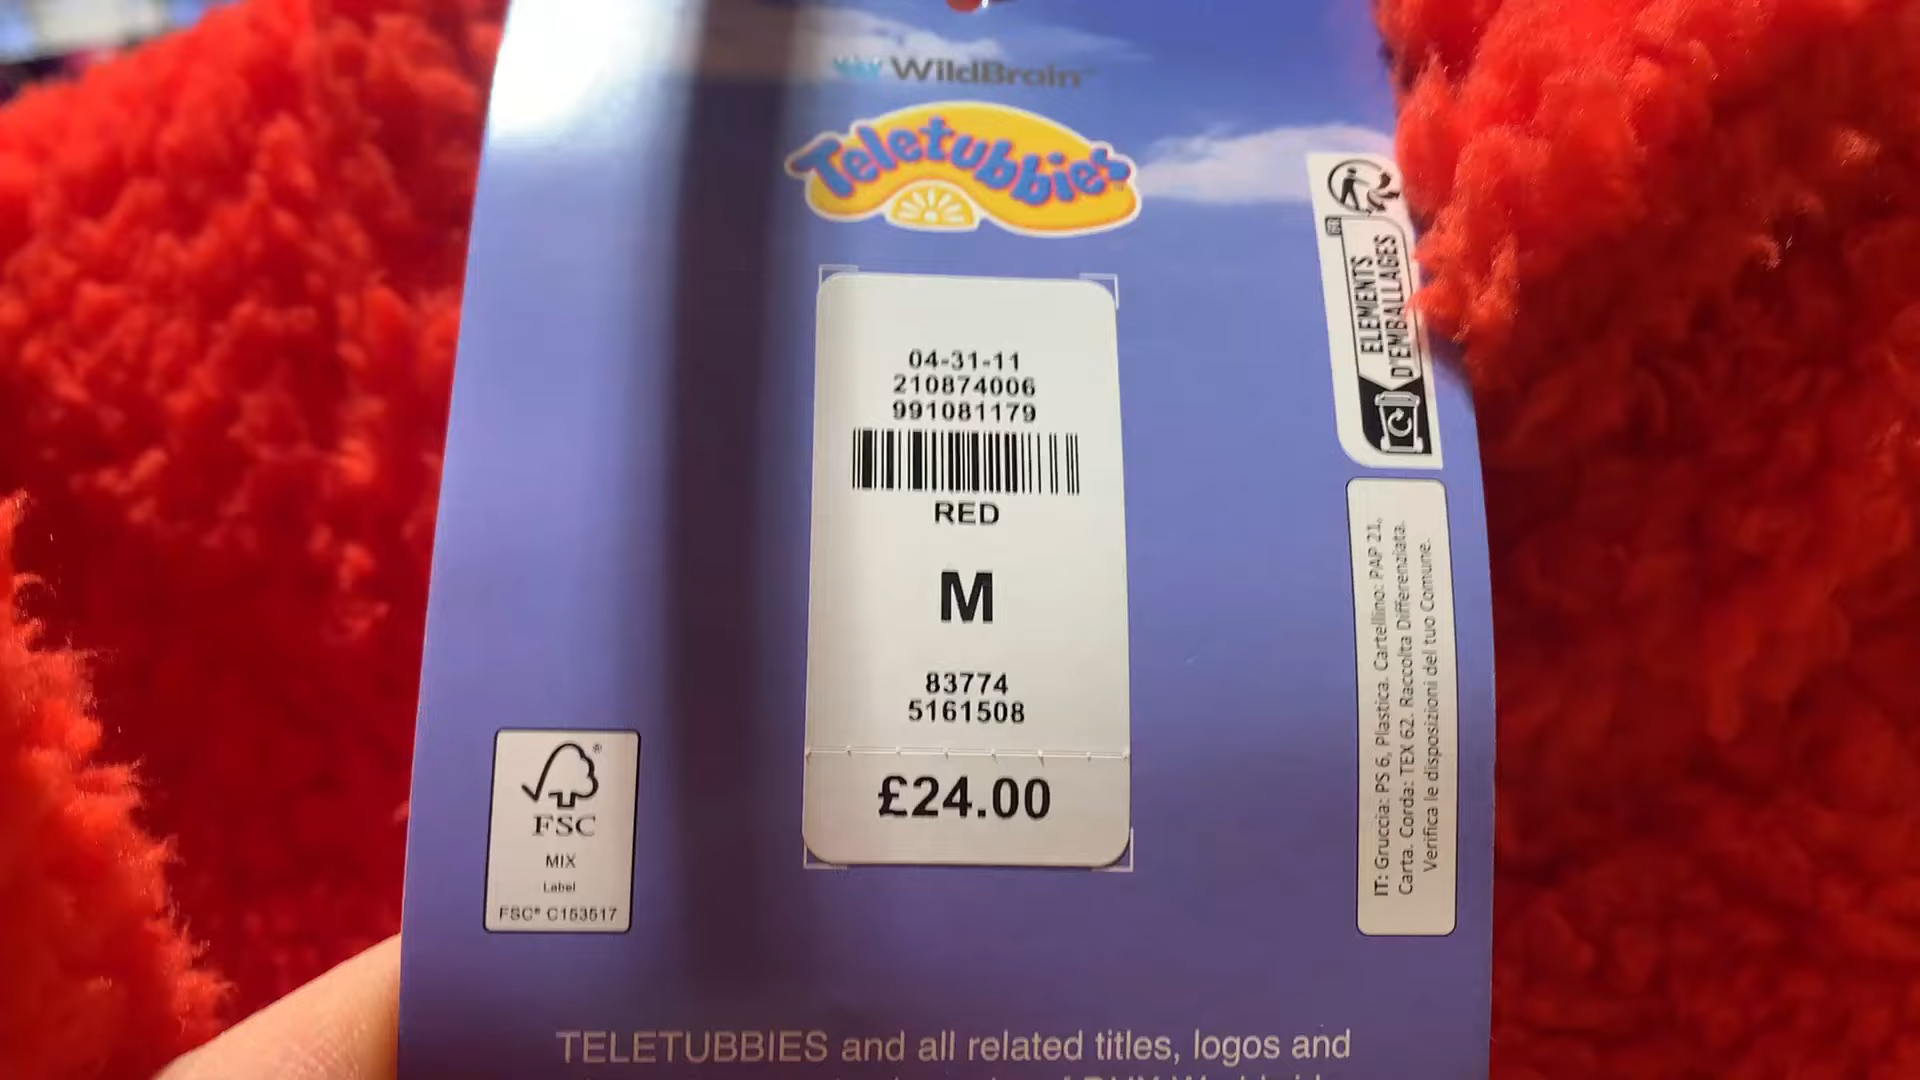 WildBrain
Teletubbies
04-31-11
210874006
991081179
RED
M
83774
5161508
£24.00
FSC®
MIX
Label
FSC® C153517
FR
ELEMENTS
D'EMBALLAGES
IT: Gruccia: PS 6, Plastica. Cartellino: PAP 21,
Carta. Corda: TEX 62. Raccolta Differenziata.
Verifica le disposizioni del tuo Comune.
TELETUBBIES and all related titles, logos and